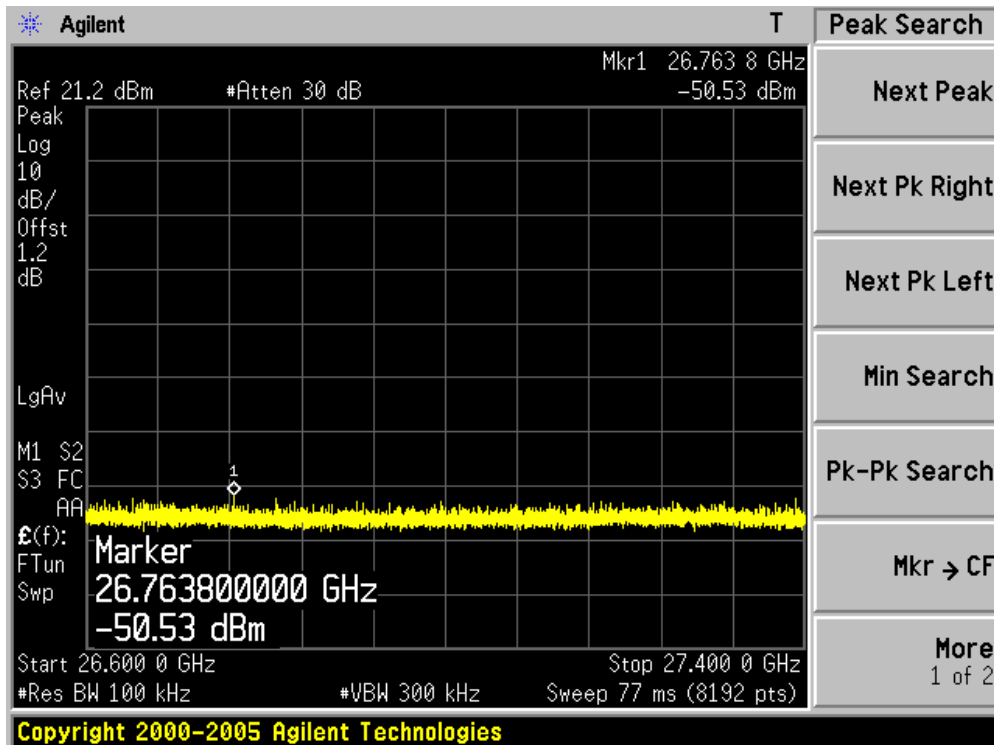 Agilent T Peak Search
Mkr1 26.763 8 GHz
Ref 21.2 dBm #Atten 30 dB -50.53 dBm
Peak
Log
10
dB/
Offst
1.2
dB
LgAv
M1 S2
S3 FC
AA
£(f):
FTun
Swp
1
Marker
26.763800000 GHz
-50.53 dBm
Start 26.600 0 GHz Stop 27.400 0 GHz
#Res BW 100 kHz #VBW 300 kHz Sweep 77 ms (8192 pts)
Copyright 2000-2005 Agilent Technologies
Next Peak
Next Pk Right
Next Pk Left
Min Search
Pk-Pk Search
Mkr → CF
More
1 of 2